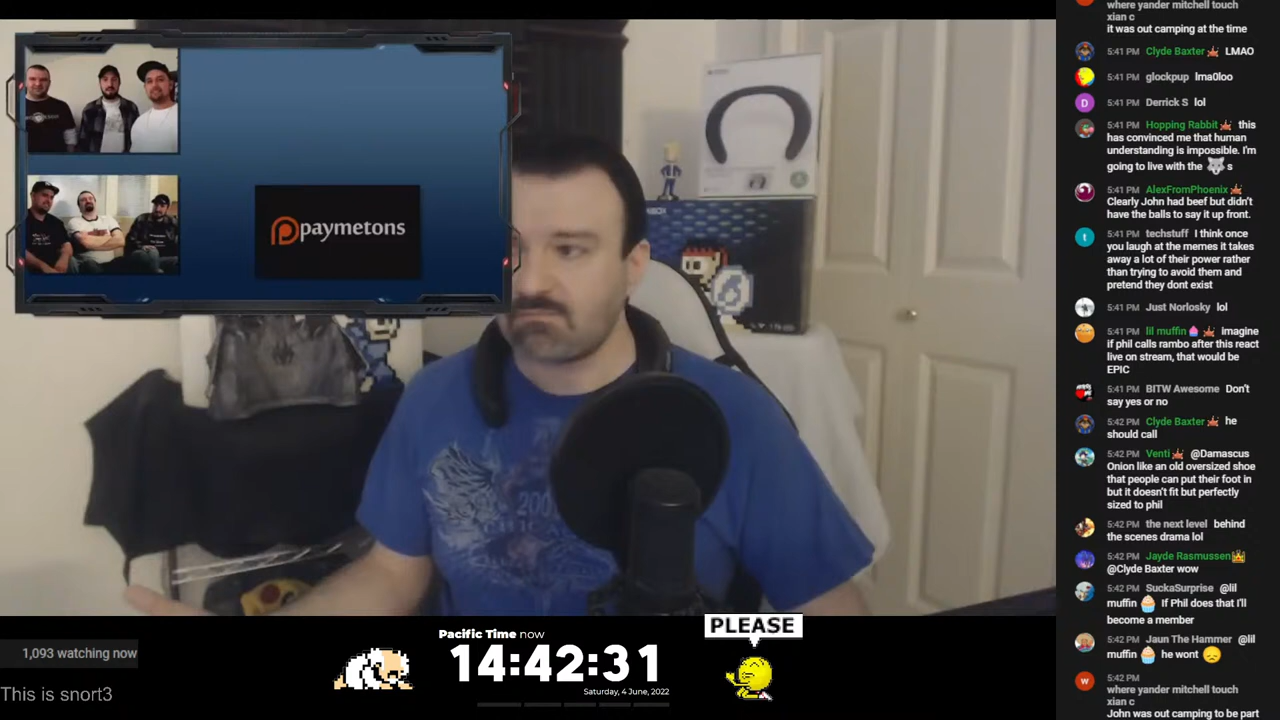 paymetons
XBOX
200
PLEASE
Pacific Time now
14:42:31
Saturday, 4 June, 2022
1,093 watching now
This is snort3
where yander mitchell touch
xian c
it was out camping at the time
5:41 PM Clyde Baxter LMAO
5:41 PM glockpup lma0loo
D
5:41 PM Derrick S lol
5:41 PM Hopping Rabbit this
has convinced me that human
understanding is impossible. I'm
going to live with the s
5:41 PM AlexFromPhoenix
Clearly John had beef but didn't
have the balls to say it up front.
t
5:41 PM techstuff I think once
you laugh at the memes it takes
away a lot of their power rather
than trying to avoid them and
pretend they dont exist
5:41 PM Just Norlosky lol
5:41 PM lil muffin imagine
if phil calls rambo after this react
live on stream, that would be
EPIC
5:41 PM BITW Awesome Don't
say yes or no
5:42 PM Clyde Baxter he
should call
5:42 PM Venti @Damascus
Onion like an old oversized shoe
that people can put their foot in
but it doesn't fit but perfectly
sized to phil
5:42 PM the next level behind
the scenes drama lol
5:42 PM Jayde Rasmussen
@Clyde Baxter wow
5:42 PM SuckaSurprise @lil
muffin If Phil does that I'll
become a member
5:42 PM Jaun The Hammer @lil
muffin he wont
w
5:42 PM
where yander mitchell touch
xian c
John was out camping to be part